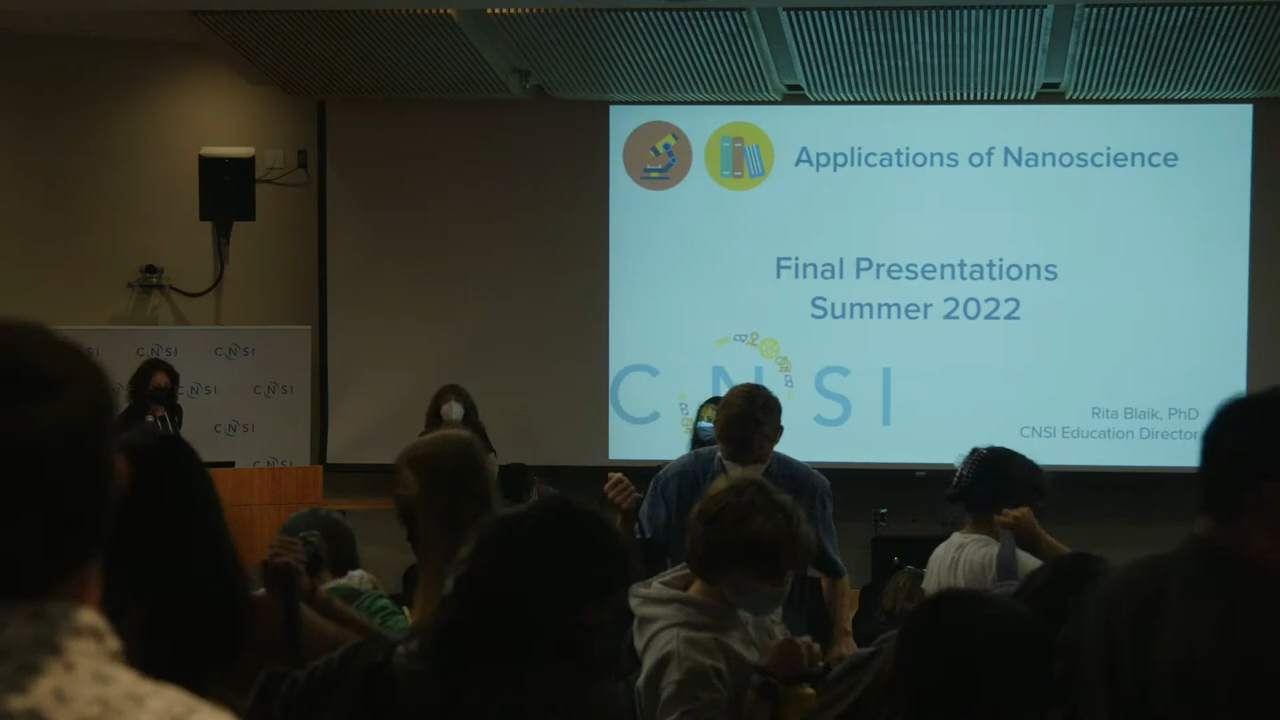 Applications of Nanoscience
Final Presentations
Summer 2022
CNSI
Rita Blaik, PhD
CNSI Education Director
SI
CNSI
CNSI
CNSI
CNSI
CNSI
CNSI